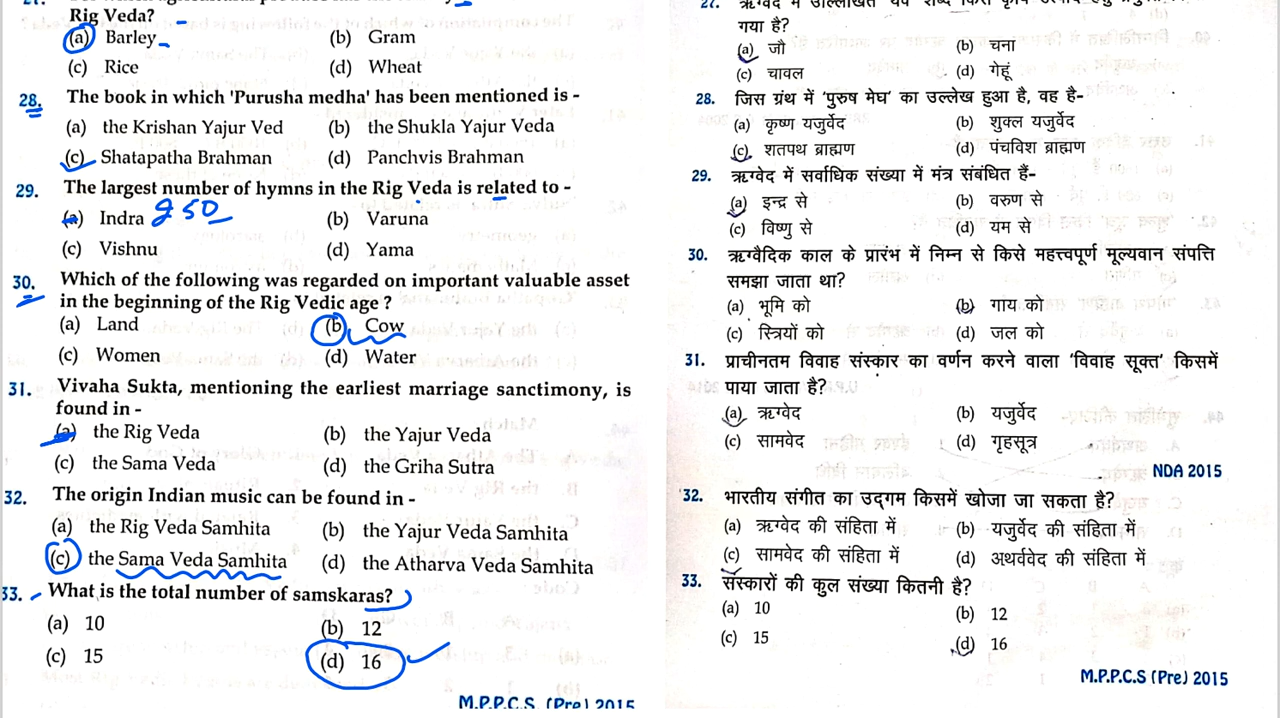 Rig Veda?
(a) Barley (b) Gram
(c) Rice (d) Wheat
28. The book in which 'Purusha medha' has been mentioned is -
(a) the Krishan Yajur Ved (b) the Shukla Yajur Veda
(c) Shatapatha Brahman (d) Panchvis Brahman
29. The largest number of hymns in the Rig Veda is related to -
(a) Indra 250 (b) Varuna
(c) Vishnu (d) Yama
30. Which of the following was regarded on important valuable asset
in the beginning of the Rig Vedic age ?
(a) Land (b) Cow
(c) Women (d) Water
31. Vivaha Sukta, mentioning the earliest marriage sanctimony, is
found in -
(a) the Rig Veda (b) the Yajur Veda
(c) the Sama Veda (d) the Griha Sutra
32. The origin Indian music can be found in -
(a) the Rig Veda Samhita (b) the Yajur Veda Samhita
(c) the Sama Veda Samhita (d) the Atharva Veda Samhita
33. What is the total number of samskaras?
(a) 10 (b) 12
(c) 15 (d) 16
M.P.P.C.S. (Pre) 2015
27. ऋग्वेद में उल्लिखित 'यव' शब्द किस कृषि उत्पाद हेतु
गया है?
(a) जौ (b) चना
(c) चावल (d) गेहूं
28. जिस ग्रंथ में 'पुरुष मेघ' का उल्लेख हुआ है, वह है-
(a) कृष्ण यजुर्वेद (b) शुक्ल यजुर्वेद
(c) शतपथ ब्राह्मण (d) पंचविश ब्राह्मण
29. ऋग्वेद में सर्वाधिक संख्या में मंत्र संबंधित हैं-
(a) इन्द्र से (b) वरुण से
(c) विष्णु से (d) यम से
30. ऋग्वैदिक काल के प्रारंभ में निम्न से किसे महत्त्वपूर्ण मूल्यवान संपत्ति
समझा जाता था?
(a) भूमि को (b) गाय को
(c) स्त्रियों को (d) जल को
31. प्राचीनतम विवाह संस्कार का वर्णन करने वाला 'विवाह सूक्त' किसमें
पाया जाता है?
(a) ऋग्वेद (b) यजुर्वेद
(c) सामवेद (d) गृहसूत्र
NDA 2015
32. भारतीय संगीत का उद्गम किसमें खोजा जा सकता है?
(a) ऋग्वेद की संहिता में (b) यजुर्वेद की संहिता में
(c) सामवेद की संहिता में (d) अथर्ववेद की संहिता में
33. संस्कारों की कुल संख्या कितनी है?
(a) 10 (b) 12
(c) 15 (d) 16
M.P.P.C.S (Pre) 2015